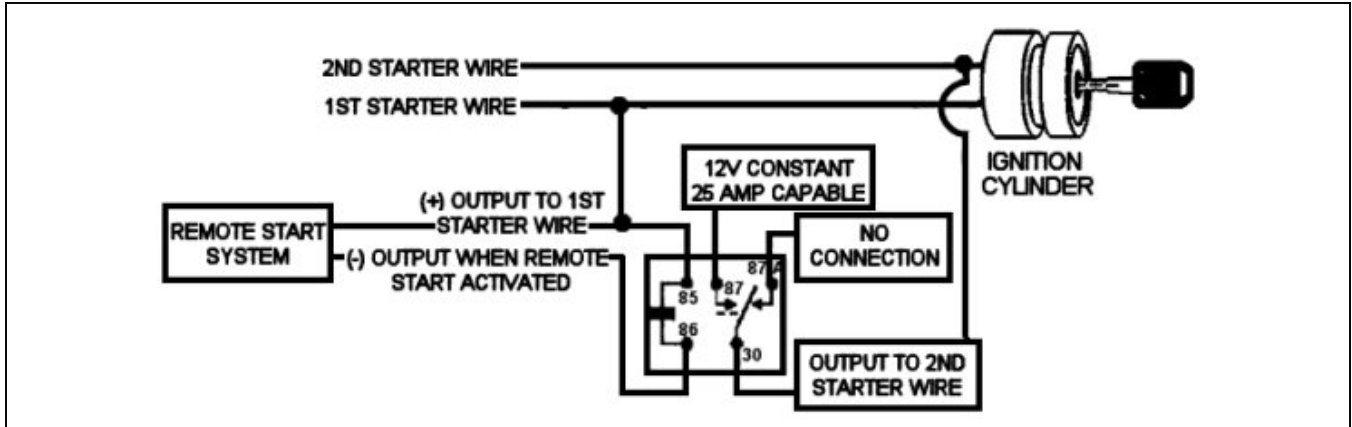 2ND STARTER WIRE
1ST STARTER WIRE
IGNITION
CYLINDER
12V CONSTANT
25 AMP CAPABLE
(+) OUTPUT TO 1ST
STARTER WIRE
REMOTE START
SYSTEM
(-) OUTPUT WHEN REMOTE
START ACTIVATED
NO
CONNECTION
87A
87
85
86
30
OUTPUT TO 2ND
STARTER WIRE